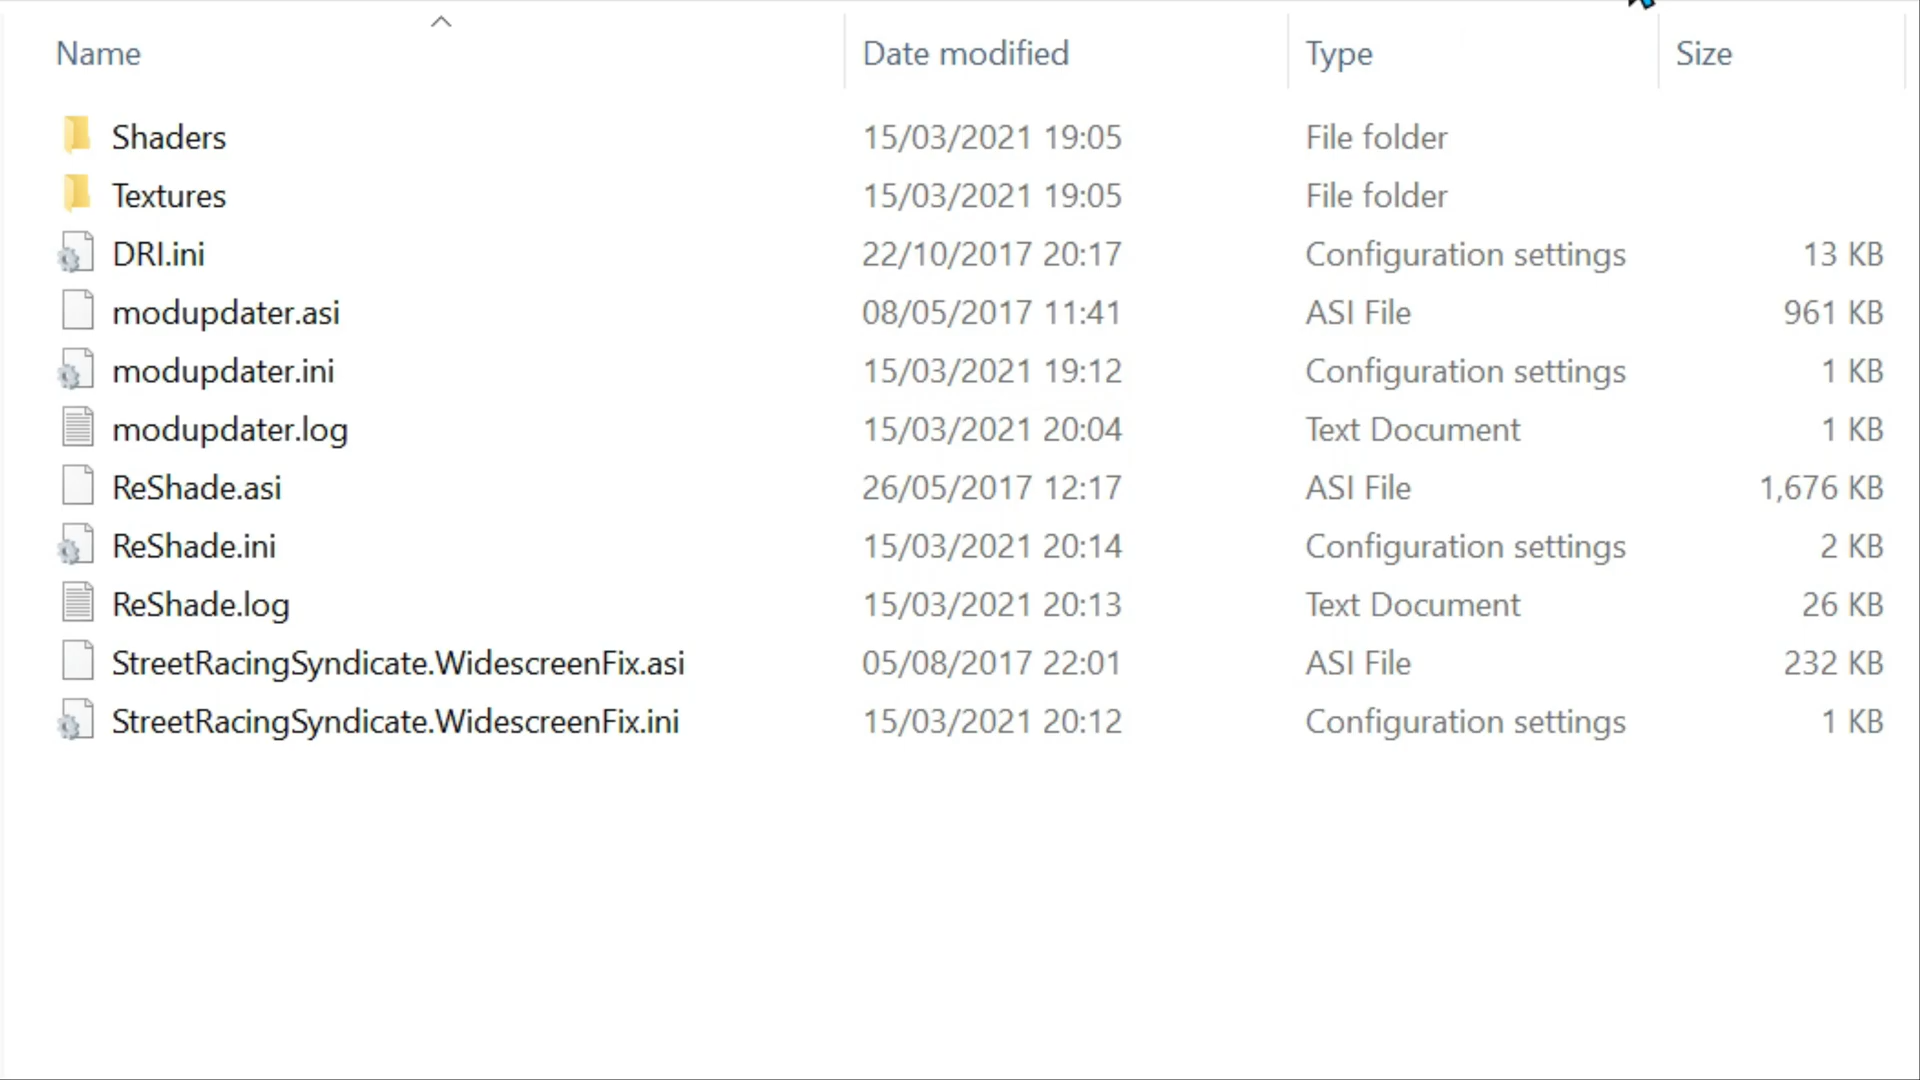 Name Date modified Type Size
Shaders 15/03/2021 19:05 File folder
Textures 15/03/2021 19:05 File folder
DRI.ini 22/10/2017 20:17 Configuration settings 13 KB
modupdater.asi 08/05/2017 11:41 ASI File 961 KB
modupdater.ini 15/03/2021 19:12 Configuration settings 1 KB
modupdater.log 15/03/2021 20:04 Text Document 1 KB
ReShade.asi 26/05/2017 12:17 ASI File 1,676 KB
ReShade.ini 15/03/2021 20:14 Configuration settings 2 KB
ReShade.log 15/03/2021 20:13 Text Document 26 KB
StreetRacingSyndicate.WidescreenFix.asi 05/08/2017 22:01 ASI File 232 KB
StreetRacingSyndicate.WidescreenFix.ini 15/03/2021 20:12 Configuration settings 1 KB